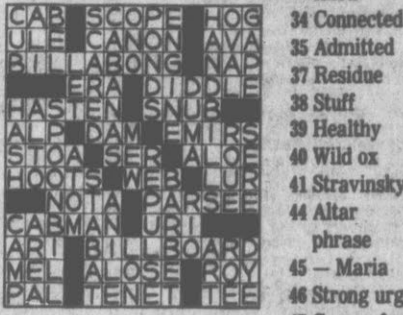 CAB SCOPE HOG
ULE CANON AVA
BILLABONG NAP
ERA DIDDLE
HASTEN SNUB
ALP DAM EMIRS
STOA SER ALOE
HOOTS WEB LUR
NOTA PARSEE
CABMAN URI
ARI BILLBOARD
MEL ALOSE ROY
PAL TENET TEE
34 Connected
35 Admitted
37 Residue
38 Stuff
39 Healthy
40 Wild ox
41 Stravinsky
44 Altar
phrase
45 — Maria
46 Strong urg